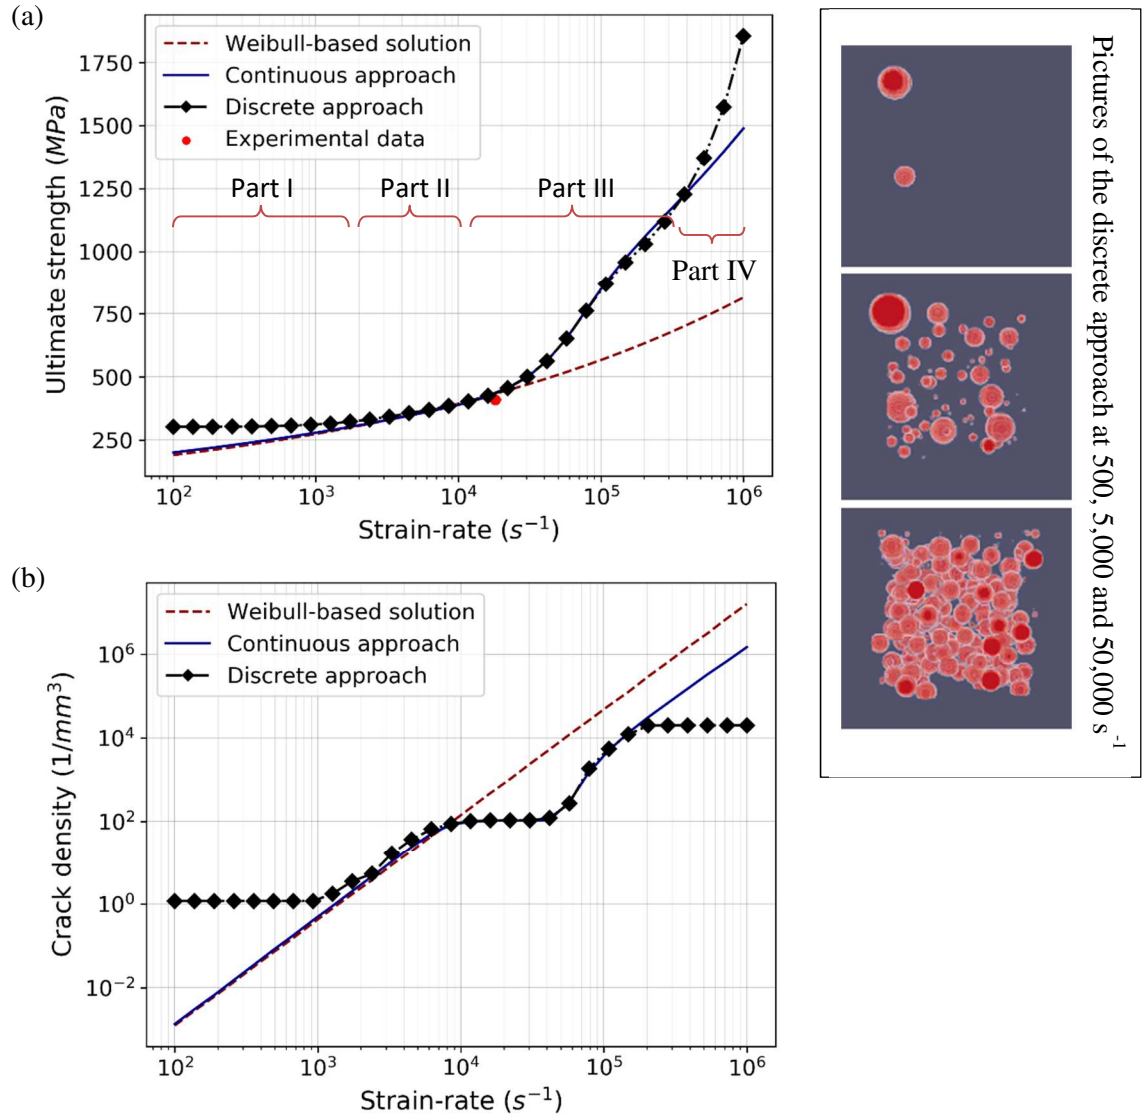 (a)
Ultimate strength (MPa)
1750
1500
1250
1000
750
500
250
Weibull-based solution
Continuous approach
Discrete approach
Experimental data
Part I
Part II
Part III
Part IV
10² 10³ 10⁴ 10⁵ 10⁶
Strain-rate (s⁻¹)
(b)
Crack density (1/mm³)
10⁶
10⁴
10²
10⁰
10⁻²
Weibull-based solution
Continuous approach
Discrete approach
10² 10³ 10⁴ 10⁵ 10⁶
Strain-rate (s⁻¹)
Pictures of the discrete approach at 500, 5,000 and 50,000 s⁻¹